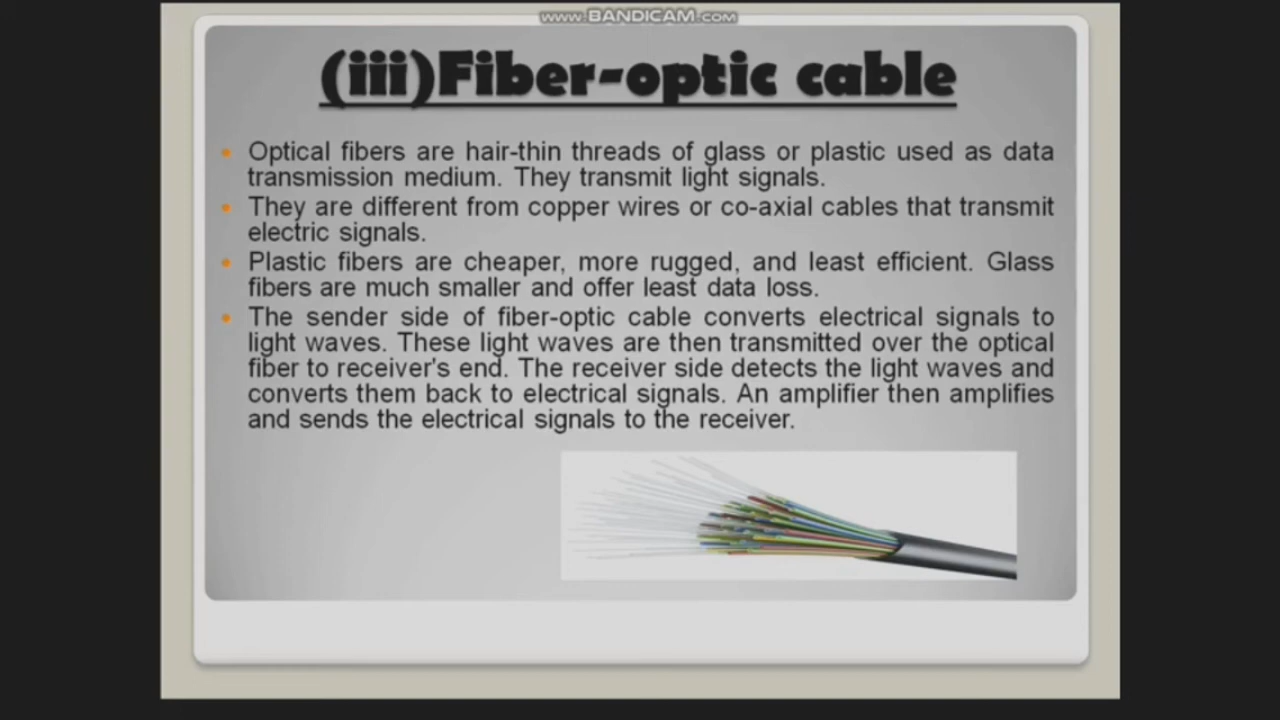 www.BANDICAM.com
(iii)Fiber-optic cable
Optical fibers are hair-thin threads of glass or plastic used as data
transmission medium. They transmit light signals.
They are different from copper wires or co-axial cables that transmit
electric signals.
Plastic fibers are cheaper, more rugged, and least efficient. Glass
fibers are much smaller and offer least data loss.
The sender side of fiber-optic cable converts electrical signals to
light waves. These light waves are then transmitted over the optical
fiber to receiver's end. The receiver side detects the light waves and
converts them back to electrical signals. An amplifier then amplifies
and sends the electrical signals to the receiver.